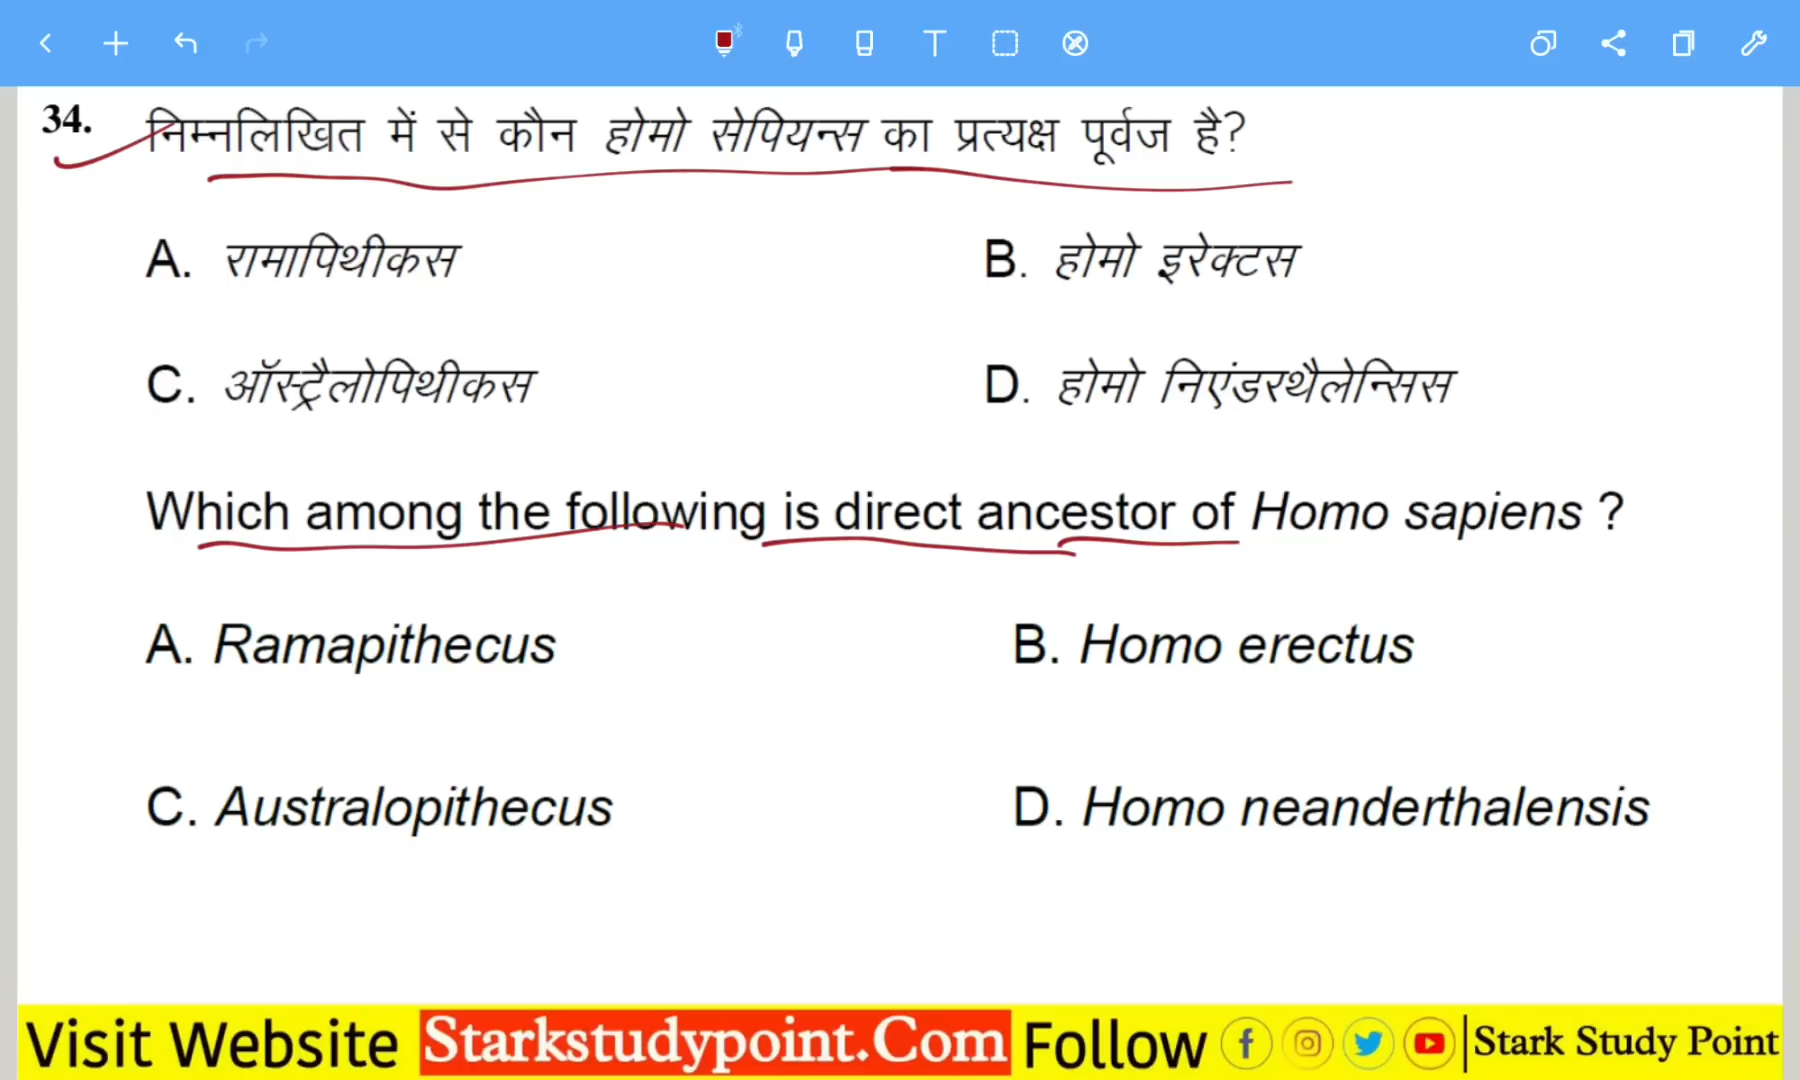 34. निम्नलिखित में से कौन होमो सेपियन्स का प्रत्यक्ष पूर्वज है?
A. रामापिथीकस B. होमो इरेक्टस
C. ऑस्ट्रैलोपिथीकस D. होमो निएंडरथैलेन्सिस
Which among the following is direct ancestor of Homo sapiens ?
A. Ramapithecus B. Homo erectus
C. Australopithecus D. Homo neanderthalensis
Visit Website Starkstudypoint.Com Follow Stark Study Point